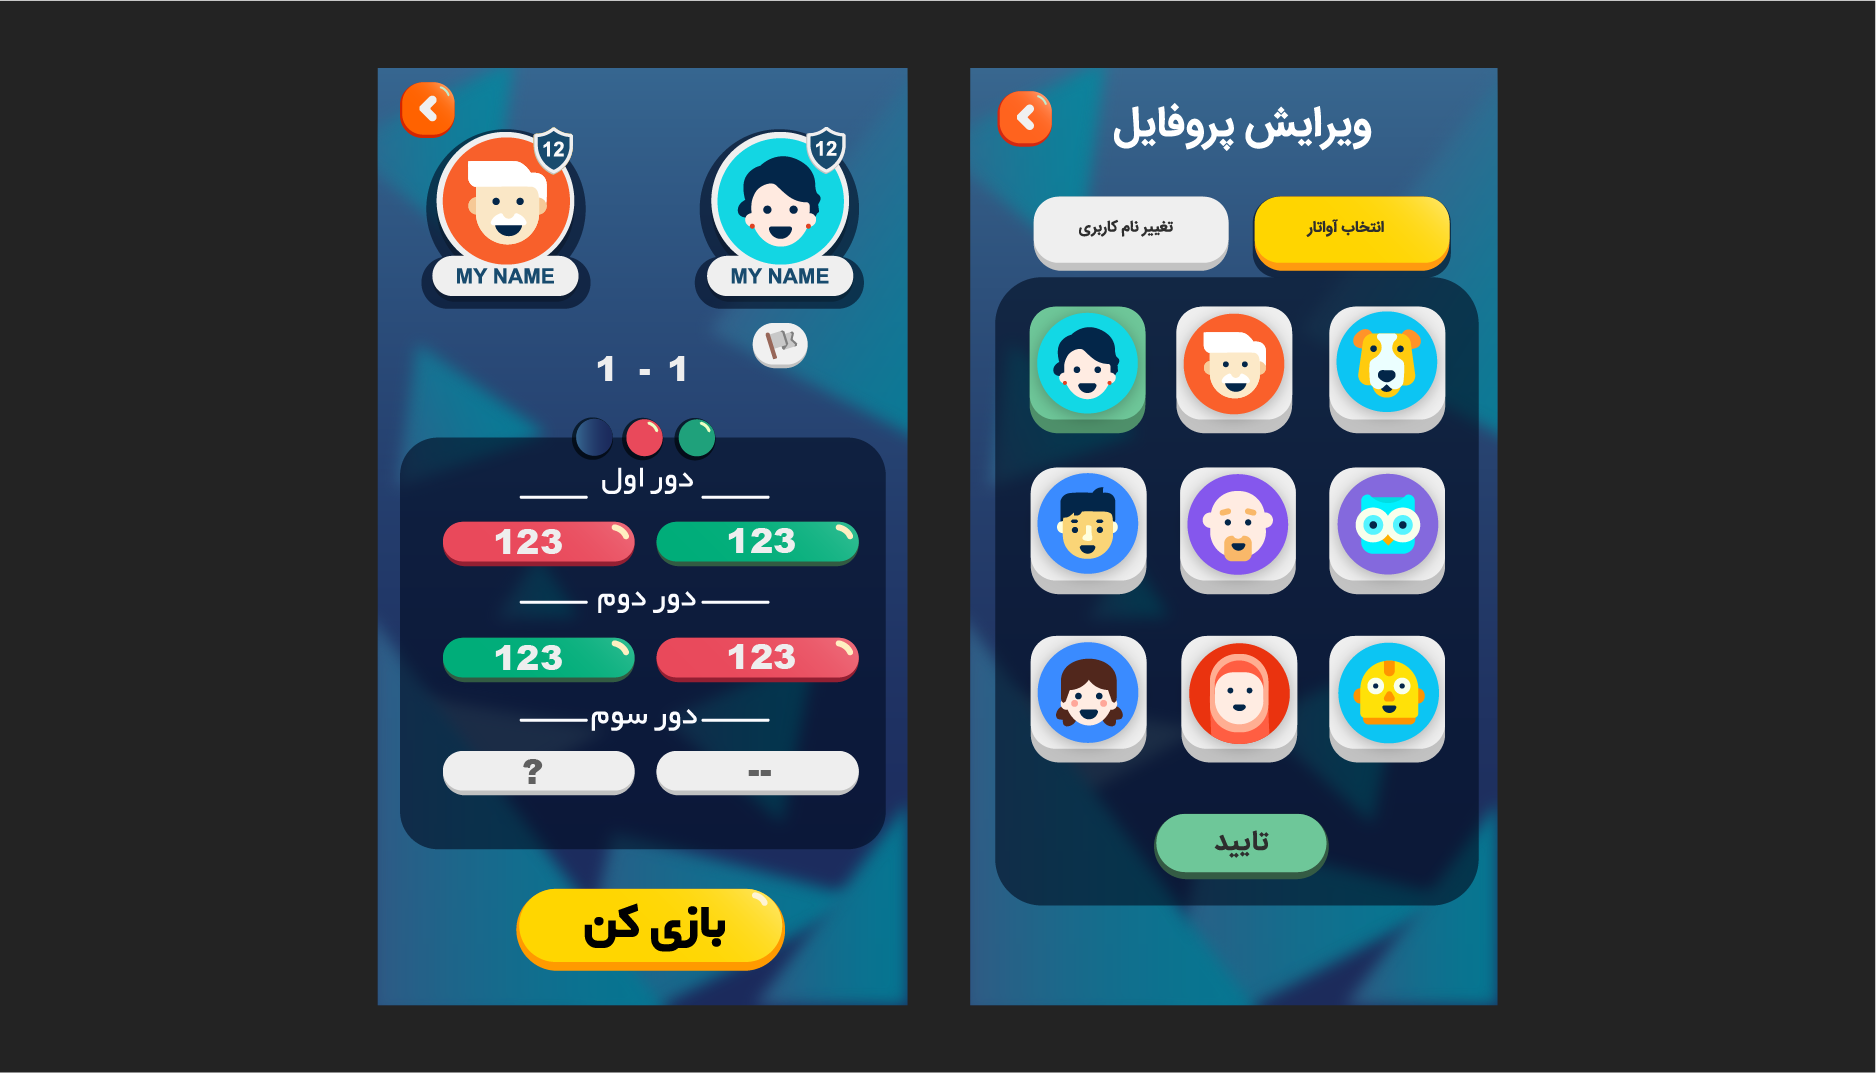 12
12
MY NAME
MY NAME
1 - 1
دور اول
123
123
دور دوم
123
123
دور سوم
?
--
بازی کن
ویرایش پروفایل
انتخاب آواتار
تغییر نام کاربری
تایید